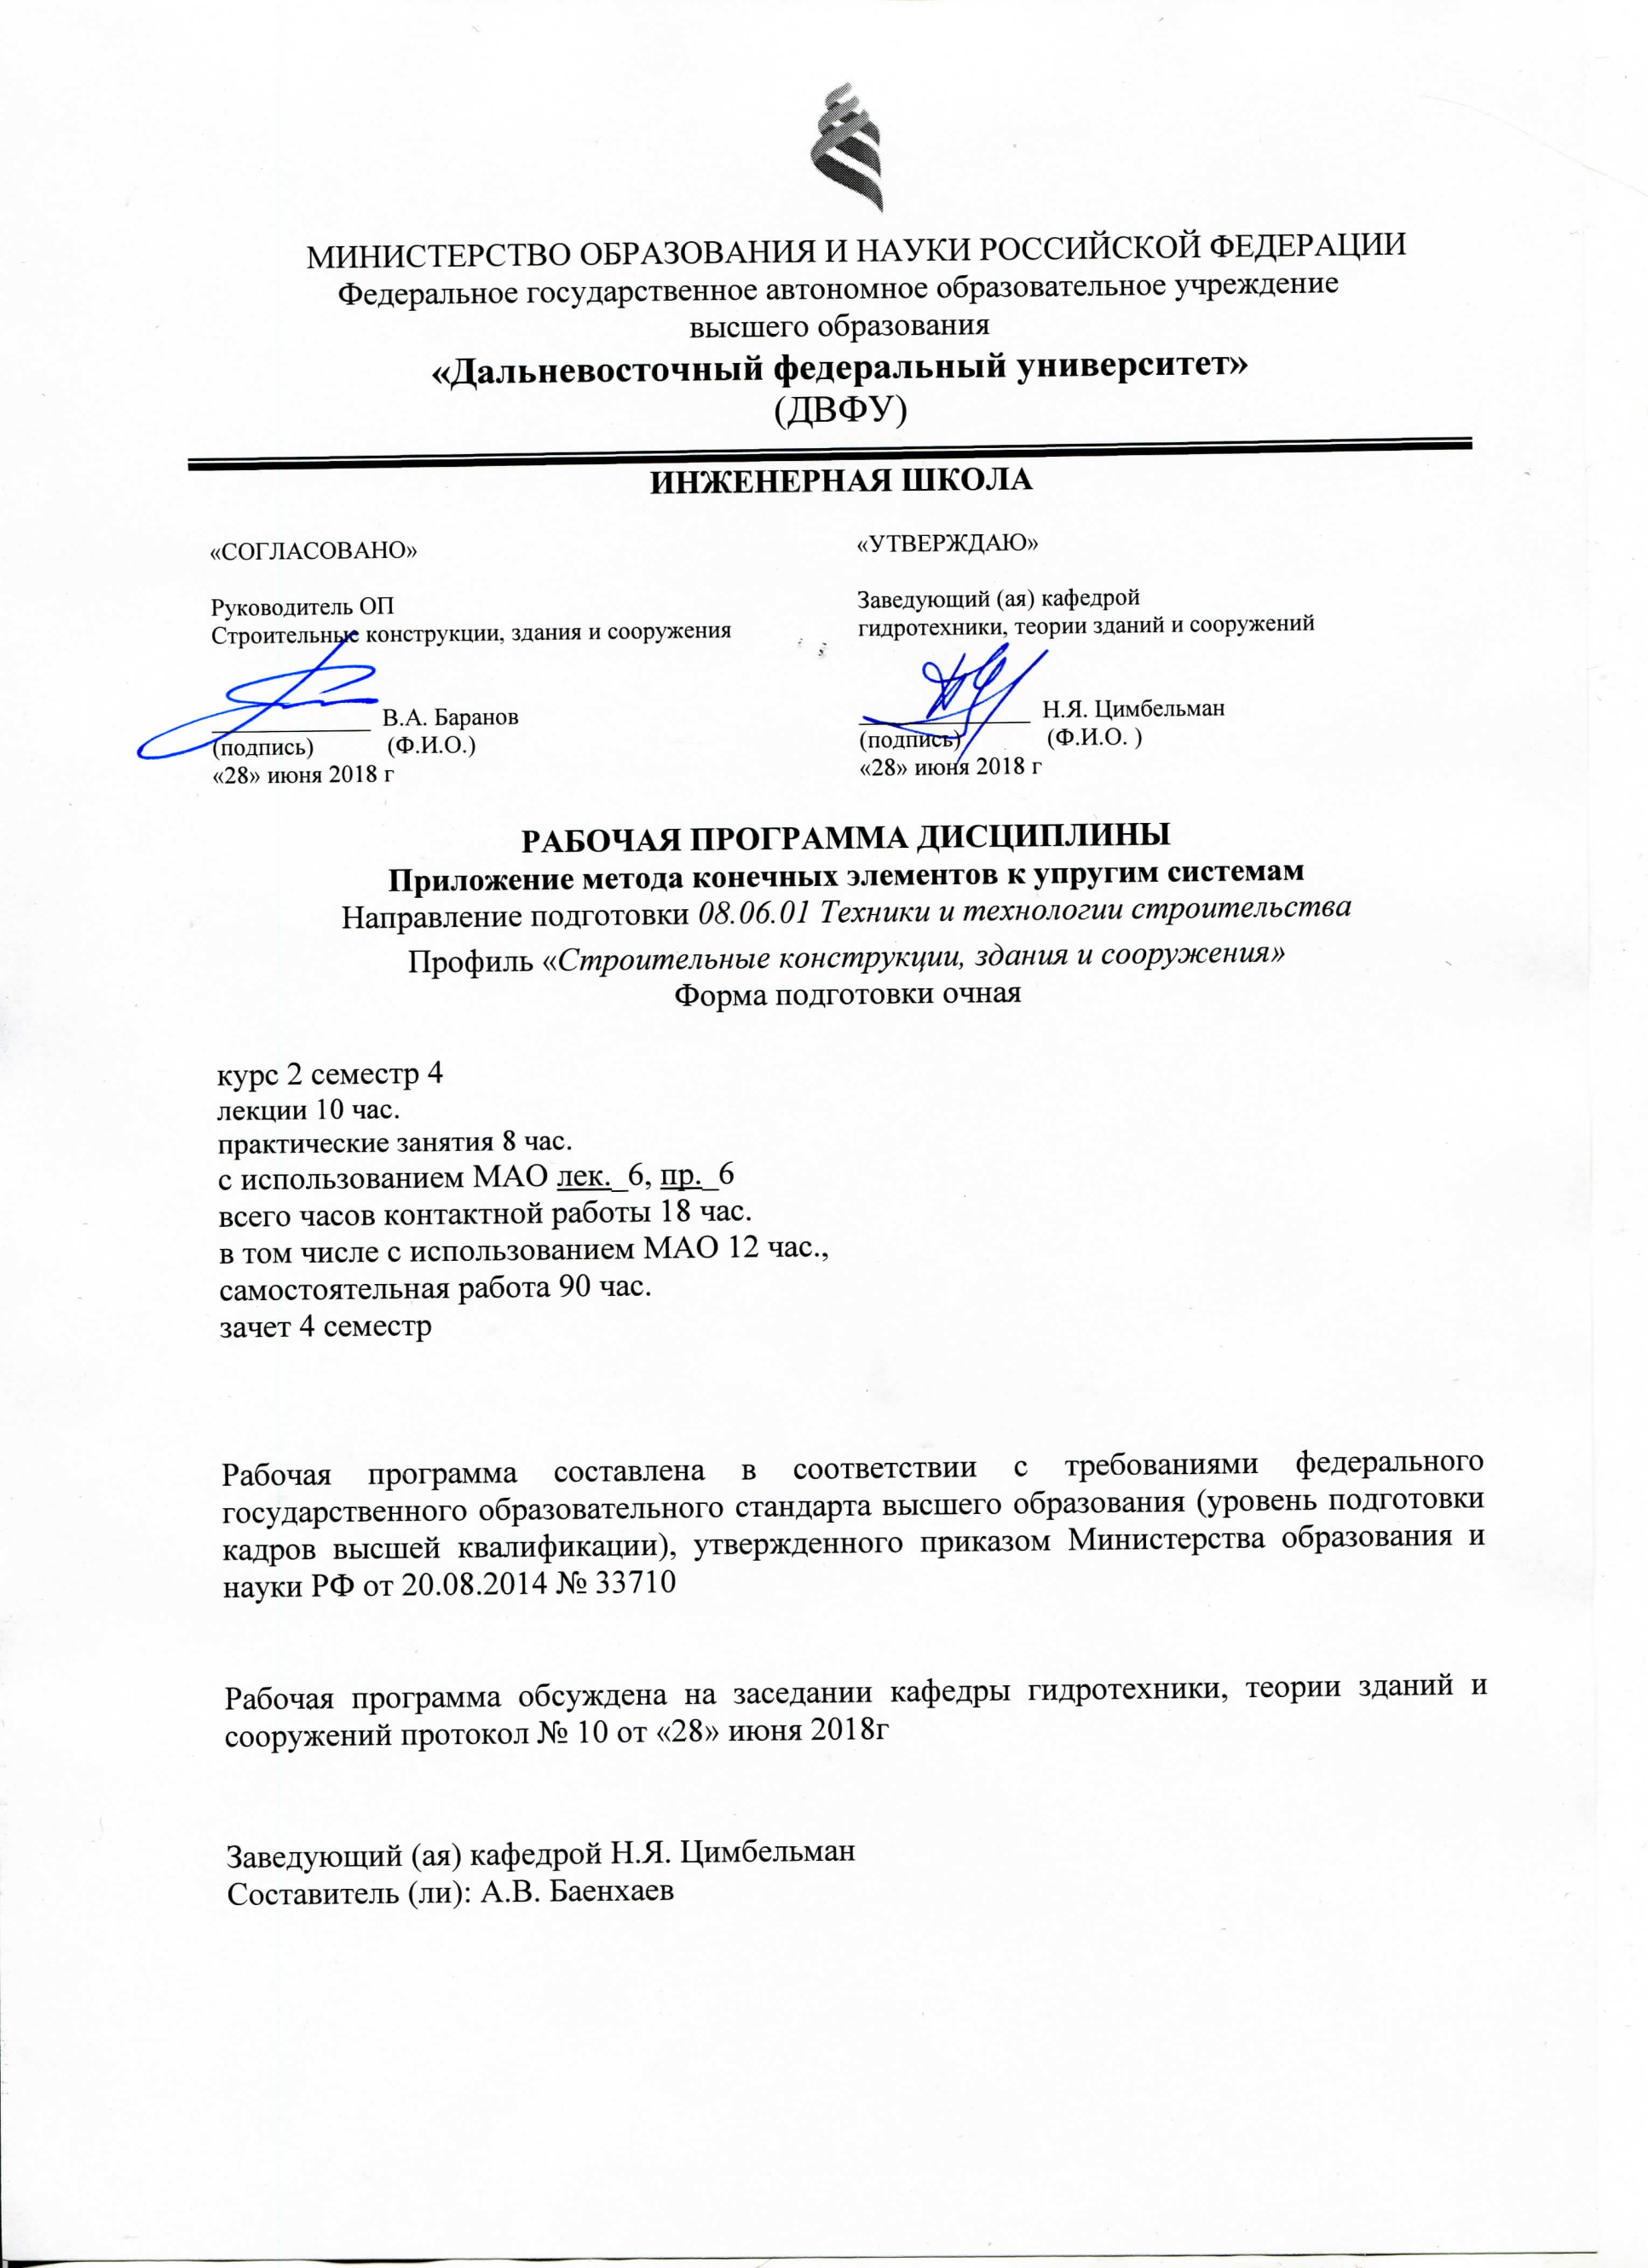 МИНИСТЕРСТВО ОБРАЗОВАНИЯ И НАУКИ РОССИЙСКОЙ ФЕДЕРАЦИИ
Федеральное государственное автономное образовательное учреждение
высшего образования
«Дальневосточный федеральный университет»
(ДВФУ)
ИНЖЕНЕРНАЯ ШКОЛА
«СОГЛАСОВАНО»
Руководитель ОП
Строительные конструкции, здания и сооружения
В.А. Баранов
(подпись) (Ф.И.О.)
«28» июня 2018 г
«УТВЕРЖДАЮ»
Заведующий (ая) кафедрой
гидротехники, теории зданий и сооружений
Н.Я. Цимбельман
(подпись) (Ф.И.О. )
«28» июня 2018 г
РАБОЧАЯ ПРОГРАММА ДИСЦИПЛИНЫ
Приложение метода конечных элементов к упругим системам
Направление подготовки 08.06.01 Техники и технологии строительства
Профиль «Строительные конструкции, здания и сооружения»
Форма подготовки очная
курс 2 семестр 4
лекции 10 час.
практические занятия 8 час.
с использованием МАО лек._6, пр._6
всего часов контактной работы 18 час.
в том числе с использованием МАО 12 час.,
самостоятельная работа 90 час.
зачет 4 семестр
Рабочая программа составлена в соответствии с требованиями федерального
государственного образовательного стандарта высшего образования (уровень подготовки
кадров высшей квалификации), утвержденного приказом Министерства образования и
науки РФ от 20.08.2014 № 33710
Рабочая программа обсуждена на заседании кафедры гидротехники, теории зданий и
сооружений протокол № 10 от «28» июня 2018г
Заведующий (ая) кафедрой Н.Я. Цимбельман
Составитель (ли): А.В. Баенхаев